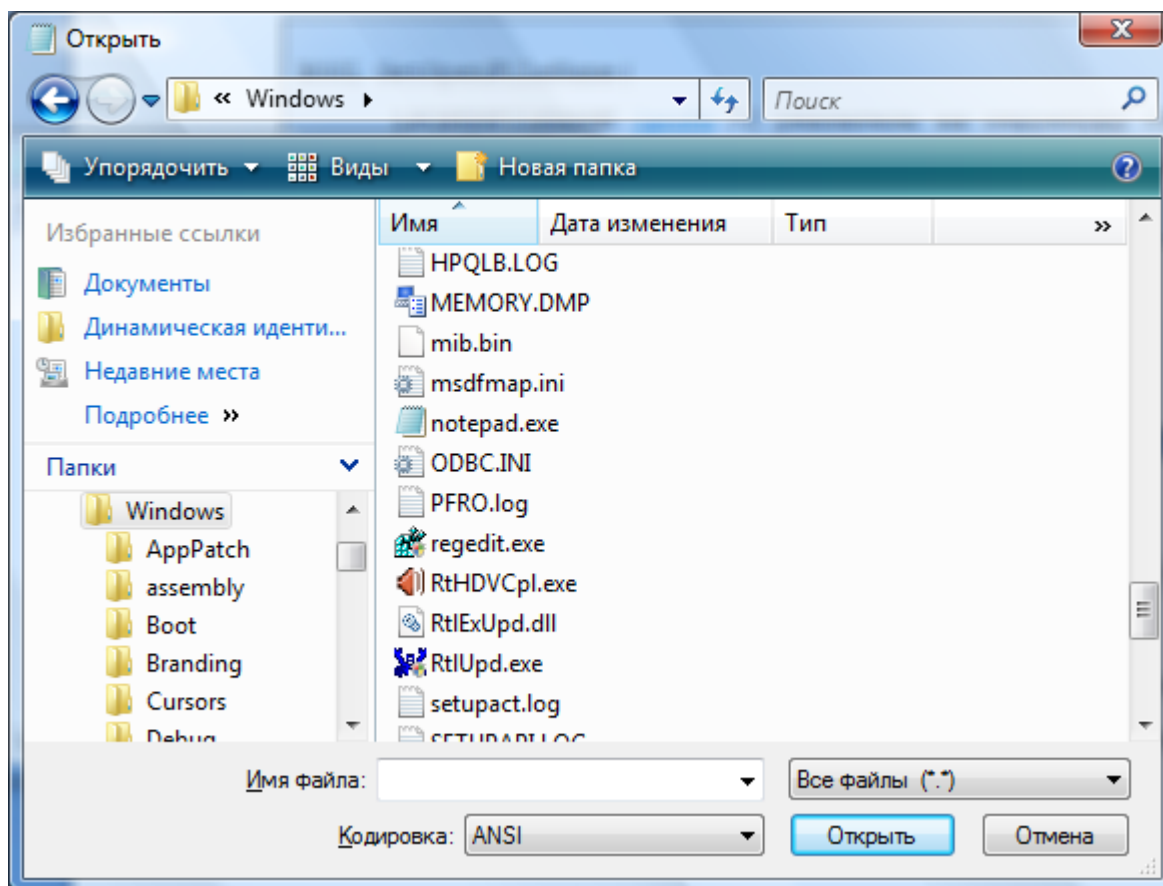 Открыть
« Windows
Поиск
Упорядочить Виды Новая папка
Избранные ссылки
Документы
Динамическая иденти...
Недавние места
Подробнее »
Папки
Windows
AppPatch
assembly
Boot
Branding
Cursors
Debug
Имя Дата изменения Тип »
HPQLB.LOG
MEMORY.DMP
mib.bin
msdfmap.ini
notepad.exe
ODBC.INI
PFRO.log
regedit.exe
RtHDVCpl.exe
RtlExUpd.dll
RtlUpd.exe
setupact.log
SETUPAPI.LOG
Имя файла: Все файлы (*.*)
Кодировка: ANSI Открыть Отмена